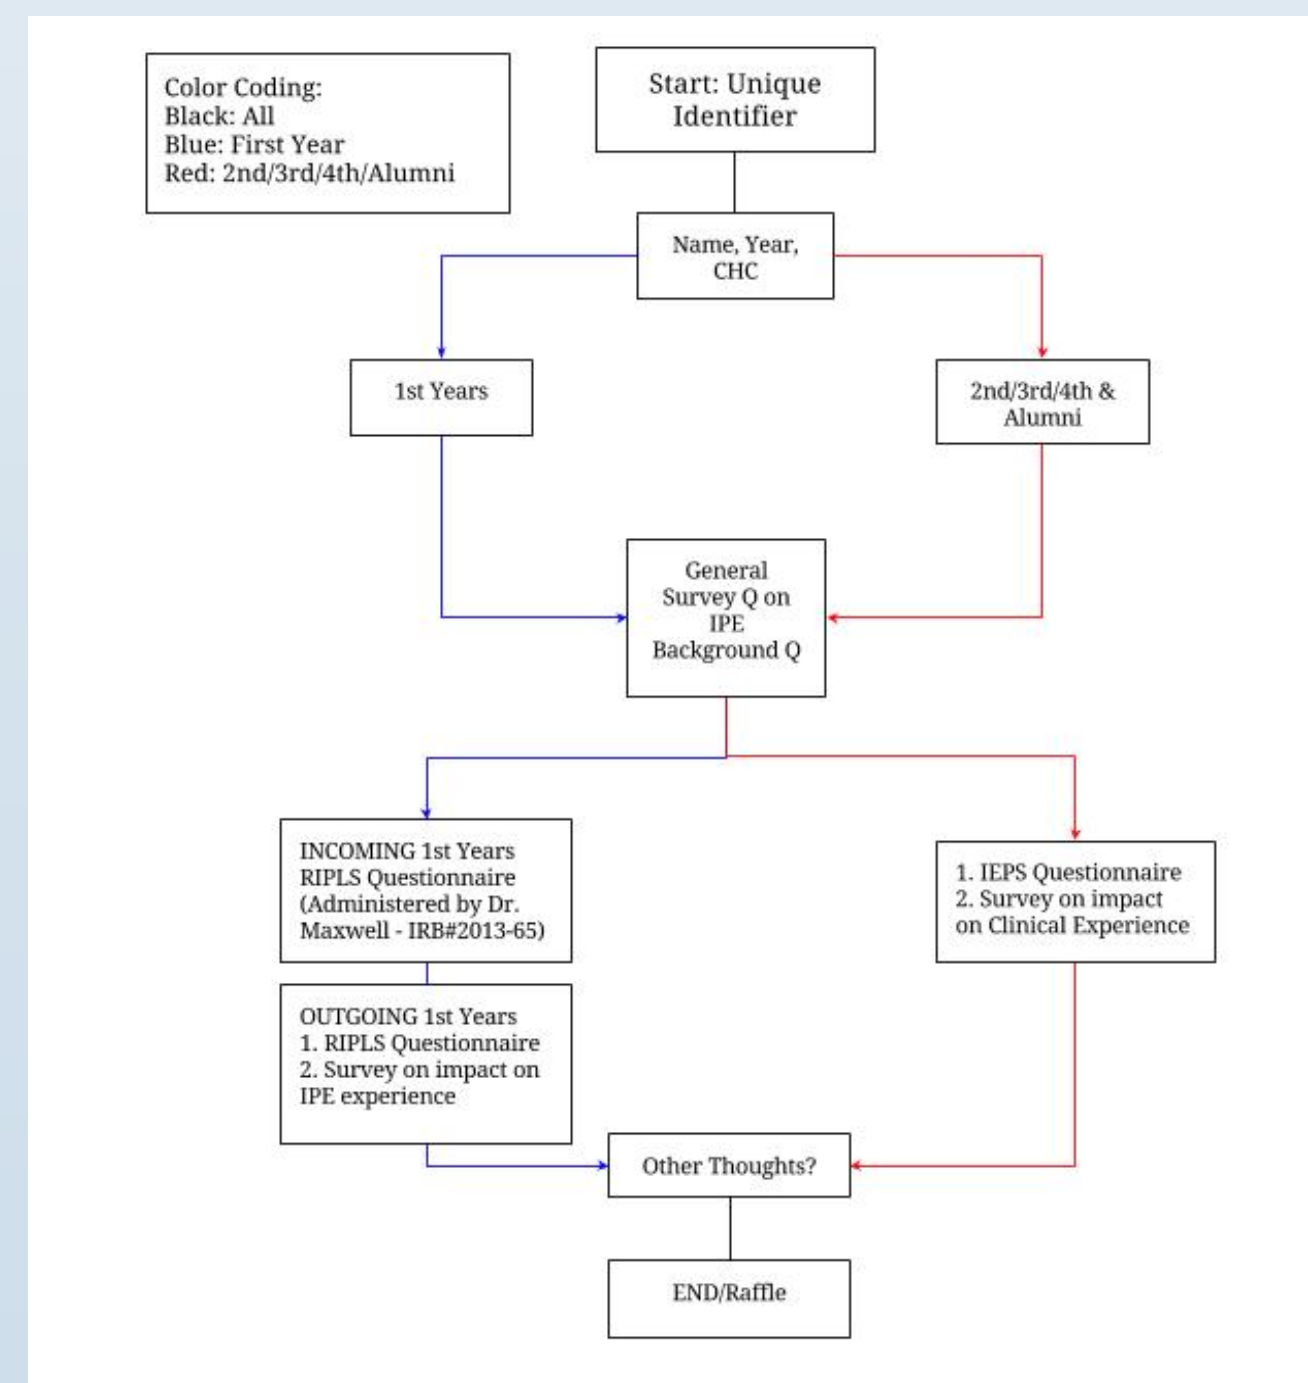 Color Coding:
Black: All
Blue: First Year
Red: 2nd/3rd/4th/Alumni
Start: Unique
Identifier
Name, Year,
CHC
1st Years
2nd/3rd/4th &
Alumni
General
Survey Q on
IPE
Background Q
INCOMING 1st Years
RIPLS Questionnaire
(Administered by Dr.
Maxwell - IRB#2013-65)
1. IEPS Questionnaire
2. Survey on impact
on Clinical Experience
OUTGOING 1st Years
1. RIPLS Questionnaire
2. Survey on impact on
IPE experience
Other Thoughts?
END/Raffle